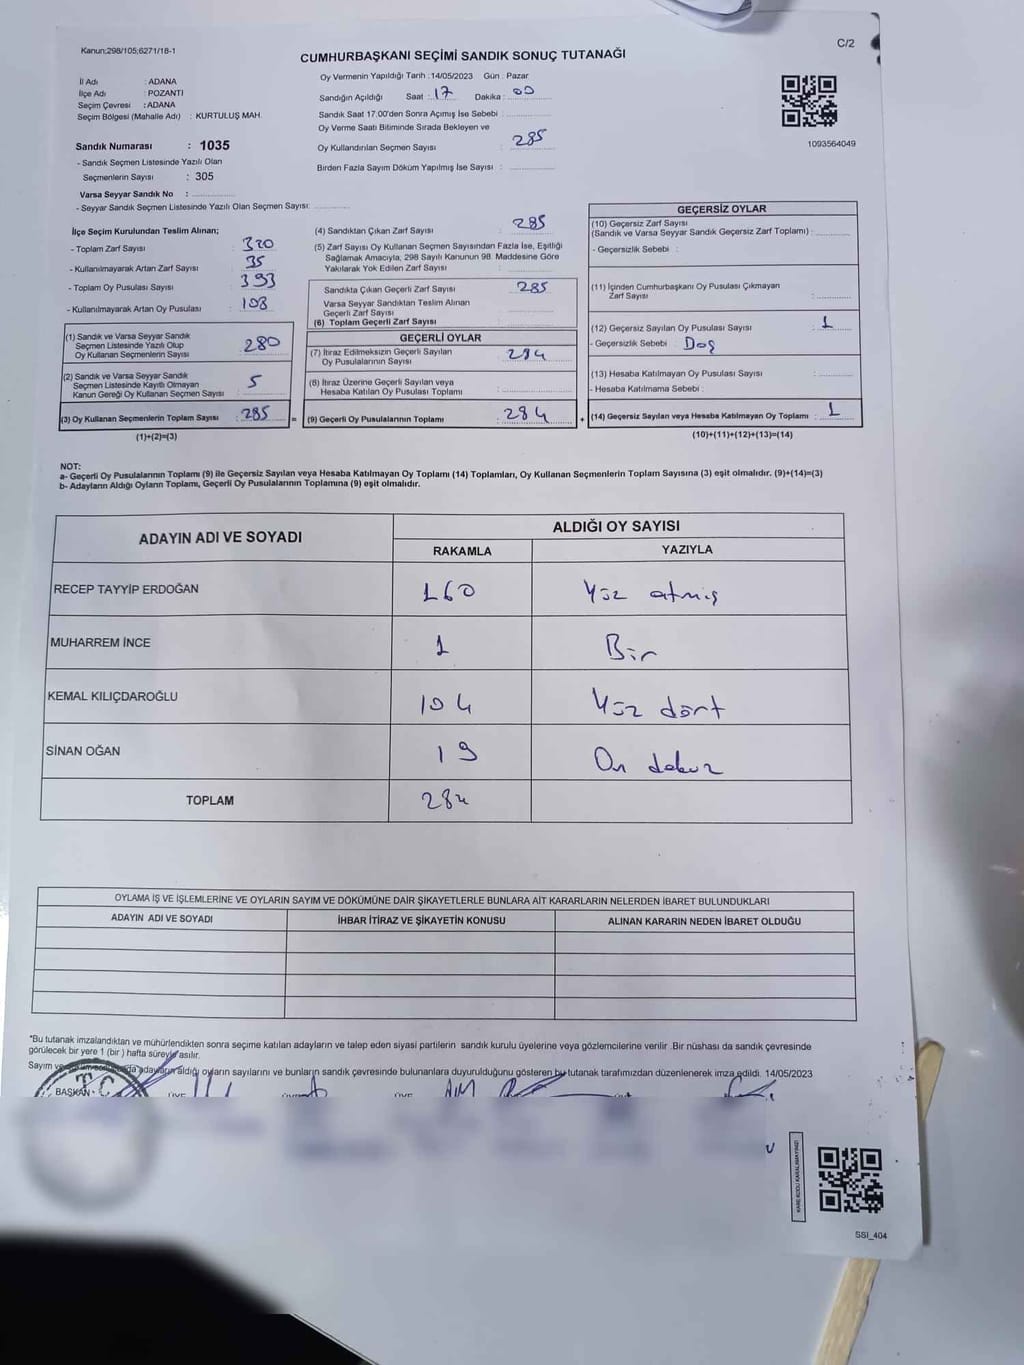 Kanun:298/105;6271/18-1
C/2
CUMHURBAŞKANI SEÇİMİ SANDIK SONUÇ TUTANAĞI
İl Adı : ADANA
İlçe Adı : POZANTI
Seçim Çevresi : ADANA
Seçim Bölgesi (Mahalle Adı) : KURTULUŞ MAH.
Oy Vermenin Yapıldığı Tarih : 14/05/2023 Gün : Pazar
Sandığın Açıldığı Saat : 17 Dakika : 00
Sandık Saat 17:00'den Sonra Açımış İse Sebebi :
Oy Verme Saati Bitiminde Sırada Bekleyen ve
Oy Kullandırılan Seçmen Sayısı : 285
Birden Fazla Sayım Döküm Yapılmış İse Sayısı :
1093564049
Sandık Numarası : 1035
- Sandık Seçmen Listesinde Yazılı Olan
Seçmenlerin Sayısı : 305
Varsa Seyyar Sandık No :
- Seyyar Sandık Seçmen Listesinde Yazılı Olan Seçmen Sayısı:
İlçe Seçim Kurulundan Teslim Alınan;
- Toplam Zarf Sayısı : 320
- Kullanılmayarak Artan Zarf Sayısı : 35
- Toplam Oy Pusulası Sayısı : 393
- Kullanılmayarak Artan Oy Pusulası : 108
(1) Sandık ve Varsa Seyyar Sandık
Seçmen Listesinde Yazılı Olup
Oy Kullanan Seçmenlerin Sayısı : 280
(2) Sandık ve Varsa Seyyar Sandık
Seçmen Listesinde Kayıtlı Olmayan
Kanun Gereği Oy Kullanan Seçmen Sayısı : 5
(3) Oy Kullanan Seçmenlerin Toplam Sayısı : 285 =
(1)+(2)=(3)
(4) Sandıktan Çıkan Zarf Sayısı : 285
(5) Zarf Sayısı Oy Kullanan Seçmen Sayısından Fazla İse, Eşitliği
Sağlamak Amacıyla, 298 Sayılı Kanunun 98. Maddesine Göre
Yakılarak Yok Edilen Zarf Sayısı :
Sandıkta Çıkan Geçerli Zarf Sayısı : 285
Varsa Seyyar Sandıktan Teslim Alınan
Geçerli Zarf Sayısı :
(6) Toplam Geçerli Zarf Sayısı :
GEÇERLİ OYLAR
(7) İtiraz Edilmeksizin Geçerli Sayılan
Oy Pusulalarının Sayısı : 284
(8) İtiraz Üzerine Geçerli Sayılan veya
Hesaba Katılan Oy Pusulası Toplamı :
(9) Geçerli Oy Pusulalarının Toplamı : 284 +
GEÇERSİZ OYLAR
(10) Geçersiz Zarf Sayısı
(Sandık ve Varsa Seyyar Sandık Geçersiz Zarf Toplamı) :
- Geçersizlik Sebebi :
(11) İçinden Cumhurbaşkanı Oy Pusulası Çıkmayan
Zarf Sayısı :
(12) Geçersiz Sayılan Oy Pusulası Sayısı : 1
- Geçersizlik Sebebi :
(13) Hesaba Katılmayan Oy Pusulası Sayısı :
- Hesaba Katılmama Sebebi :
(14) Geçersiz Sayılan veya Hesaba Katılmayan Oy Toplamı : 1
(10)+(11)+(12)+(13)=(14)
NOT:
a- Geçerli Oy Pusulalarının Toplamı (9) ile Geçersiz Sayılan veya Hesaba Katılmayan Oy Toplamı (14) Toplamları, Oy Kullanan Seçmenlerin Toplam Sayısına (3) eşit olmalıdır. (9)+(14)=(3)
b- Adayların Aldığı Oyların Toplamı, Geçerli Oy Pusulalarının Toplamına (9) eşit olmalıdır.
ADAYIN ADI VE SOYADI
ALDIĞI OY SAYISI
RAKAMLA YAZIYLA
RECEP TAYYİP ERDOĞAN 160 Yüz atmış
MUHARREM İNCE 1 Bir
KEMAL KILIÇDAROĞLU 104 Yüz dört
SİNAN OĞAN 19 On dokuz
TOPLAM 284
OYLAMA İŞ VE İŞLEMLERİNE VE OYLARIN SAYIM VE DÖKÜMÜNE DAİR ŞİKAYETLERLE BUNLARA AİT KARARLARIN NELERDEN İBARET BULUNDUKLARI
ADAYIN ADI VE SOYADI İHBAR İTİRAZ VE ŞİKAYETİN KONUSU ALINAN KARARIN NEDEN İBARET OLDUĞU
*Bu tutanak imzalandıktan ve mühürlendikten sonra seçime katılan adayların ve talep eden siyasi partilerin sandık kurulu üyelerine veya gözlemcilerine verilir .Bir nüshası da sandık çevresinde
görülecek bir yere 1 (bir ) hafta süreyle asılır.
Sayım ve adayların aldığı oyların sayılarını ve bunların sandık çevresinde bulunanlara duyurulduğunu gösteren bu tutanak tarafımızdan düzenlenerek imza edildi. 14/05/2023
T.C
BAŞKAN
KARE KODU KARALAMAYINIZ!
SSI_404